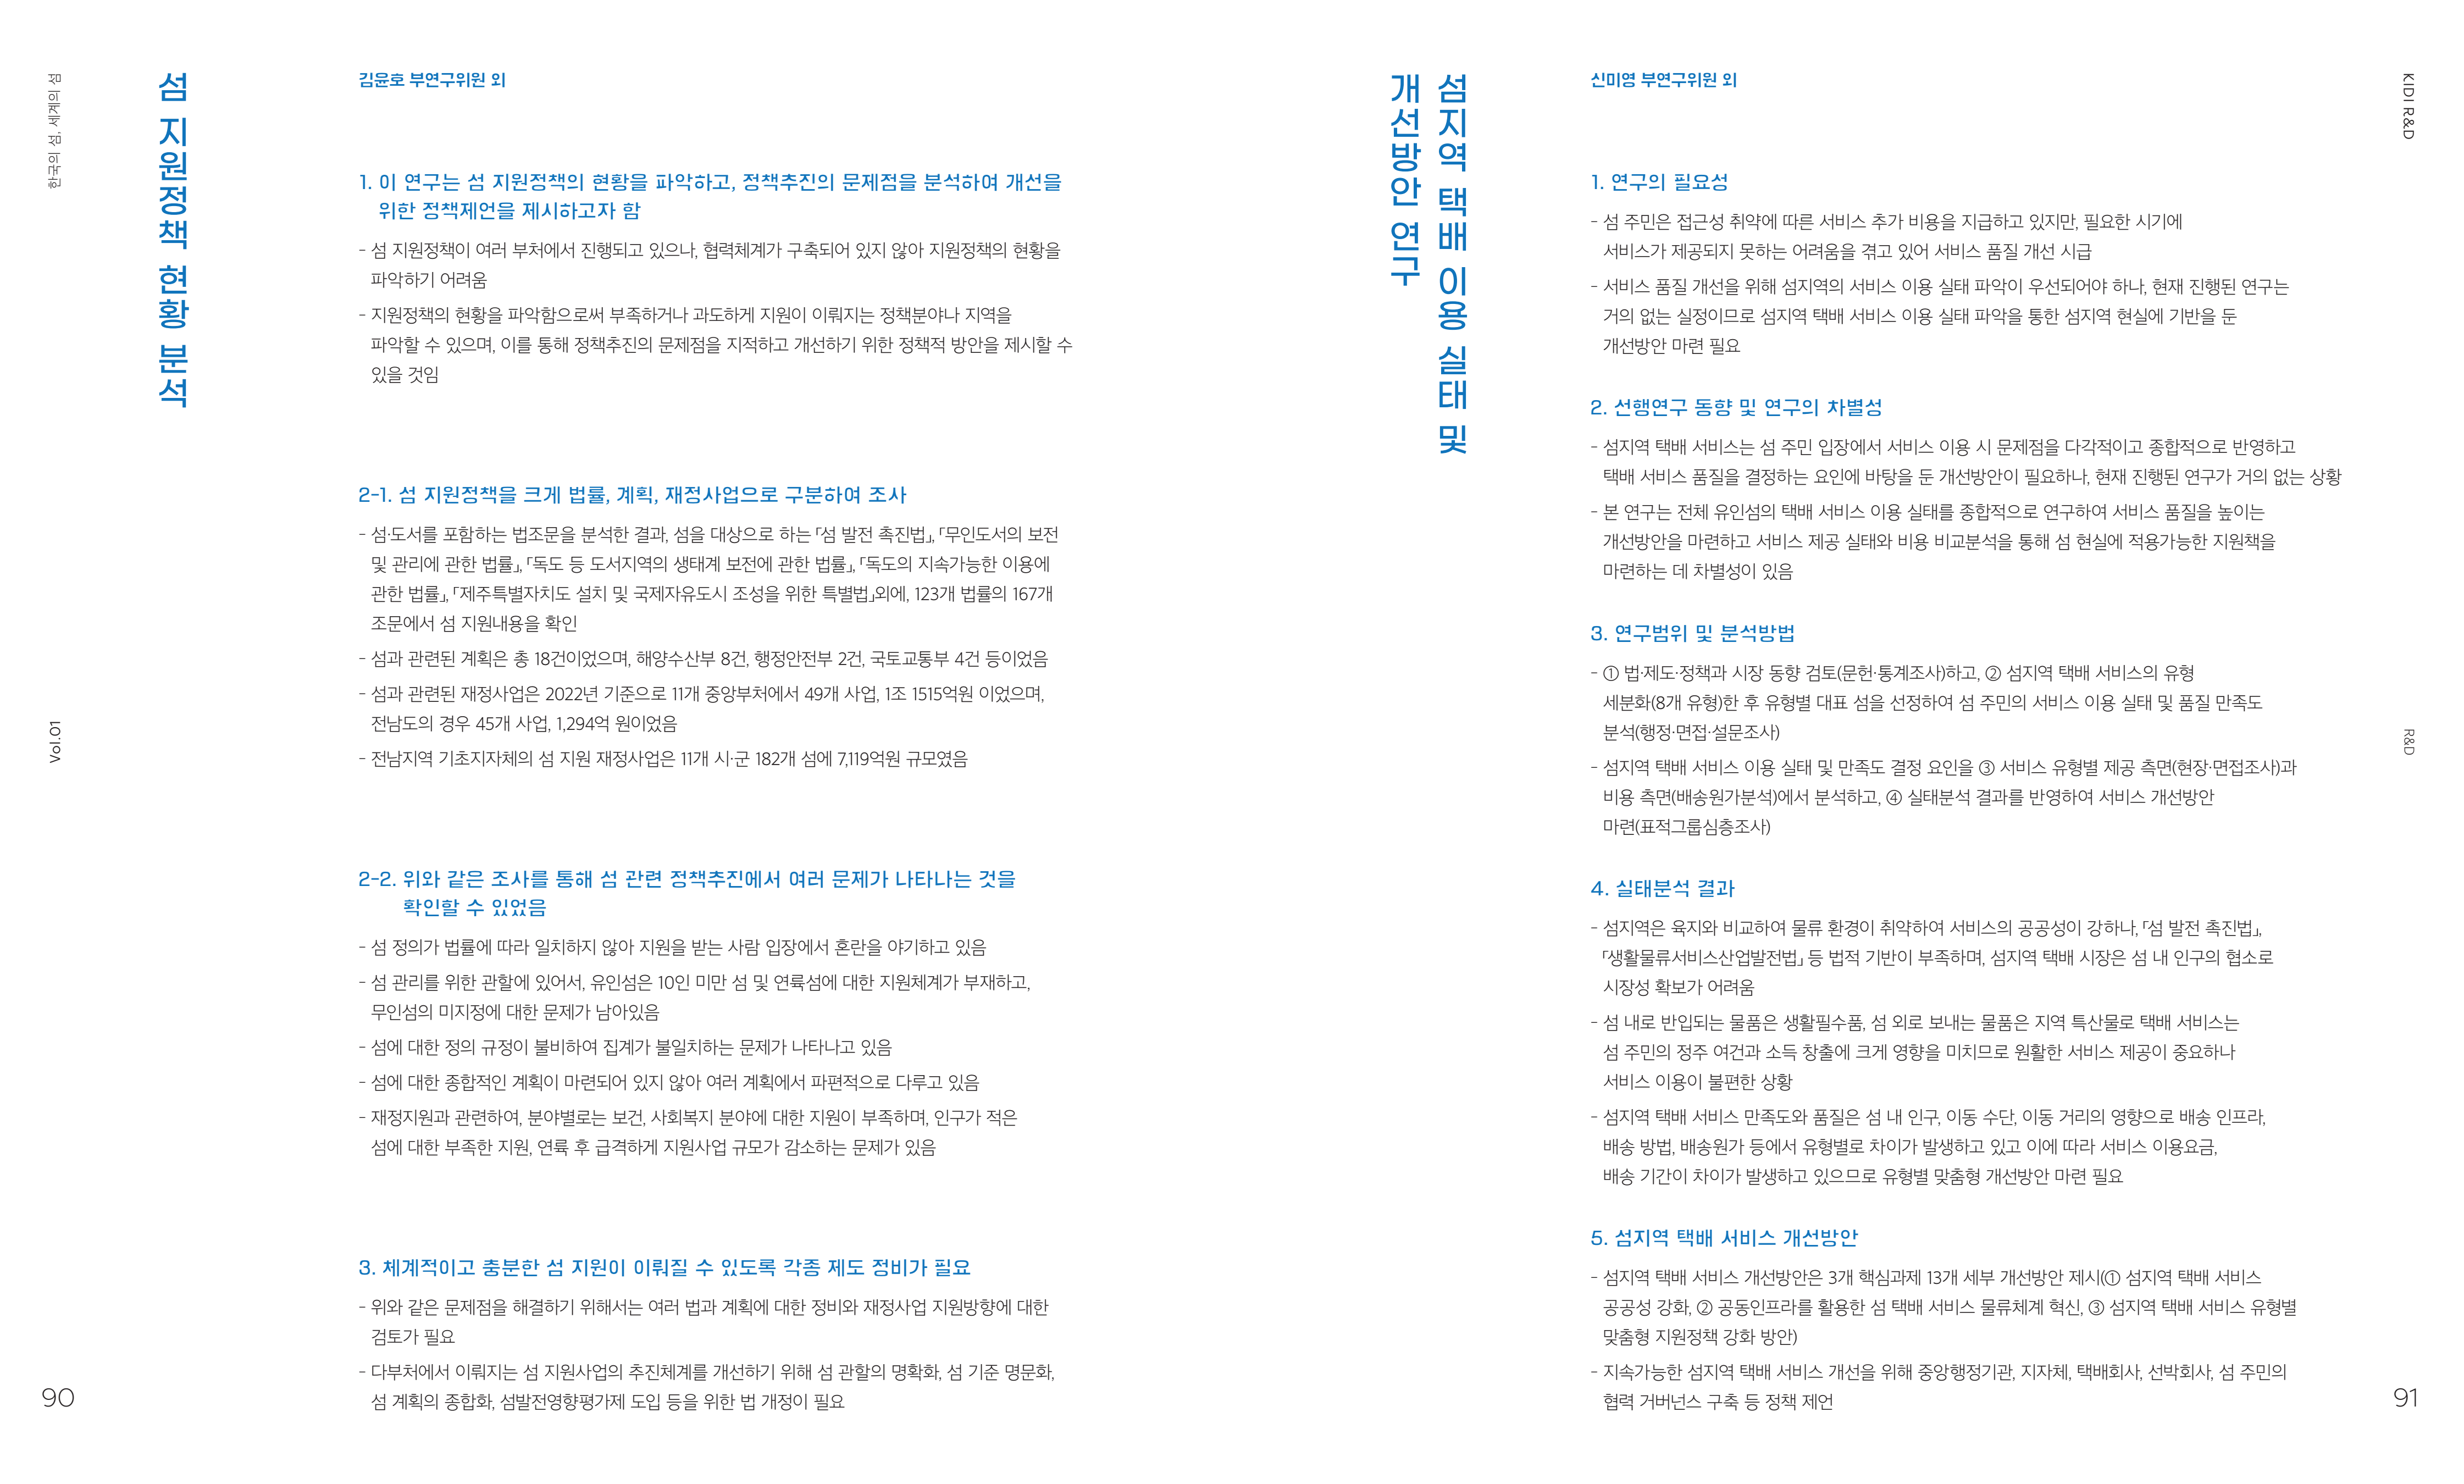 한국의 섬, 세계의 섬
섬 지원정책 현황 분석
김윤호 부연구위원 외
1. 이 연구는 섬 지원정책의 현황을 파악하고, 정책추진의 문제점을 분석하여 개선을
위한 정책제언을 제시하고자 함
- 섬 지원정책이 여러 부처에서 진행되고 있으나, 협력체계가 구축되어 있지 않아 지원정책의 현황을
파악하기 어려움
- 지원정책의 현황을 파악함으로써 부족하거나 과도하게 지원이 이뤄지는 정책분야나 지역을
파악할 수 있으며, 이를 통해 정책추진의 문제점을 지적하고 개선하기 위한 정책적 방안을 제시할 수
있을 것임
2-1. 섬 지원정책을 크게 법률, 계획, 재정사업으로 구분하여 조사
- 섬·도서를 포함하는 법조문을 분석한 결과, 섬을 대상으로 하는 「섬 발전 촉진법」, 「무인도서의 보전
및 관리에 관한 법률」, 「독도 등 도서지역의 생태계 보전에 관한 법률」, 「독도의 지속가능한 이용에
관한 법률」, 「제주특별자치도 설치 및 국제자유도시 조성을 위한 특별법」외에, 123개 법률의 167개
조문에서 섬 지원내용을 확인
- 섬과 관련된 계획은 총 18건이었으며, 해양수산부 8건, 행정안전부 2건, 국토교통부 4건 등이었음
- 섬과 관련된 재정사업은 2022년 기준으로 11개 중앙부처에서 49개 사업, 1조 1515억원 이었으며,
전남도의 경우 45개 사업, 1,294억 원이었음
- 전남지역 기초지자체의 섬 지원 재정사업은 11개 시·군 182개 섬에 7,119억원 규모였음
2-2. 위와 같은 조사를 통해 섬 관련 정책추진에서 여러 문제가 나타나는 것을
확인할 수 있었음
- 섬 정의가 법률에 따라 일치하지 않아 지원을 받는 사람 입장에서 혼란을 야기하고 있음
- 섬 관리를 위한 관할에 있어서, 유인섬은 10인 미만 섬 및 연륙섬에 대한 지원체계가 부재하고,
무인섬의 미지정에 대한 문제가 남아있음
- 섬에 대한 정의 규정이 불비하여 집계가 불일치하는 문제가 나타나고 있음
- 섬에 대한 종합적인 계획이 마련되어 있지 않아 여러 계획에서 파편적으로 다루고 있음
- 재정지원과 관련하여, 분야별로는 보건, 사회복지 분야에 대한 지원이 부족하며, 인구가 적은
섬에 대한 부족한 지원, 연륙 후 급격하게 지원사업 규모가 감소하는 문제가 있음
3. 체계적이고 충분한 섬 지원이 이뤄질 수 있도록 각종 제도 정비가 필요
- 위와 같은 문제점을 해결하기 위해서는 여러 법과 계획에 대한 정비와 재정사업 지원방향에 대한
검토가 필요
- 다부처에서 이뤄지는 섬 지원사업의 추진체계를 개선하기 위해 섬 관할의 명확화, 섬 기준 명문화,
섬 계획의 종합화, 섬발전영향평가제 도입 등을 위한 법 개정이 필요
Vol.01
90
섬지역 택배 이용 실태 및
개선방안 연구
신미영 부연구위원 외
1. 연구의 필요성
- 섬 주민은 접근성 취약에 따른 서비스 추가 비용을 지급하고 있지만, 필요한 시기에
서비스가 제공되지 못하는 어려움을 겪고 있어 서비스 품질 개선 시급
- 서비스 품질 개선을 위해 섬지역의 서비스 이용 실태 파악이 우선되어야 하나, 현재 진행된 연구는
거의 없는 실정이므로 섬지역 택배 서비스 이용 실태 파악을 통한 섬지역 현실에 기반을 둔
개선방안 마련 필요
2. 선행연구 동향 및 연구의 차별성
- 섬지역 택배 서비스는 섬 주민 입장에서 서비스 이용 시 문제점을 다각적이고 종합적으로 반영하고
택배 서비스 품질을 결정하는 요인에 바탕을 둔 개선방안이 필요하나, 현재 진행된 연구가 거의 없는 상황
- 본 연구는 전체 유인섬의 택배 서비스 이용 실태를 종합적으로 연구하여 서비스 품질을 높이는
개선방안을 마련하고 서비스 제공 실태와 비용 비교분석을 통해 섬 현실에 적용가능한 지원책을
마련하는 데 차별성이 있음
3. 연구범위 및 분석방법
- ① 법·제도·정책과 시장 동향 검토(문헌·통계조사)하고, ② 섬지역 택배 서비스의 유형
세분화(8개 유형)한 후 유형별 대표 섬을 선정하여 섬 주민의 서비스 이용 실태 및 품질 만족도
분석(행정·면접·설문조사)
- 섬지역 택배 서비스 이용 실태 및 만족도 결정 요인을 ③ 서비스 유형별 제공 측면(현장·면접조사)과
비용 측면(배송원가분석)에서 분석하고, ④ 실태분석 결과를 반영하여 서비스 개선방안
마련(표적그룹심층조사)
4. 실태분석 결과
- 섬지역은 육지와 비교하여 물류 환경이 취약하여 서비스의 공공성이 강하나, 「섬 발전 촉진법」,
「생활물류서비스산업발전법」 등 법적 기반이 부족하며, 섬지역 택배 시장은 섬 내 인구의 협소로
시장성 확보가 어려움
- 섬 내로 반입되는 물품은 생활필수품, 섬 외로 보내는 물품은 지역 특산물로 택배 서비스는
섬 주민의 정주 여건과 소득 창출에 크게 영향을 미치므로 원활한 서비스 제공이 중요하나
서비스 이용이 불편한 상황
- 섬지역 택배 서비스 만족도와 품질은 섬 내 인구, 이동 수단, 이동 거리의 영향으로 배송 인프라,
배송 방법, 배송원가 등에서 유형별로 차이가 발생하고 있고 이에 따라 서비스 이용요금,
배송 기간이 차이가 발생하고 있으므로 유형별 맞춤형 개선방안 마련 필요
5. 섬지역 택배 서비스 개선방안
- 섬지역 택배 서비스 개선방안은 3개 핵심과제 13개 세부 개선방안 제시(① 섬지역 택배 서비스
공공성 강화, ② 공동인프라를 활용한 섬 택배 서비스 물류체계 혁신, ③ 섬지역 택배 서비스 유형별
맞춤형 지원정책 강화 방안)
- 지속가능한 섬지역 택배 서비스 개선을 위해 중앙행정기관, 지자체, 택배회사, 선박회사, 섬 주민의
협력 거버넌스 구축 등 정책 제언
KIDI R&D
R&D
91